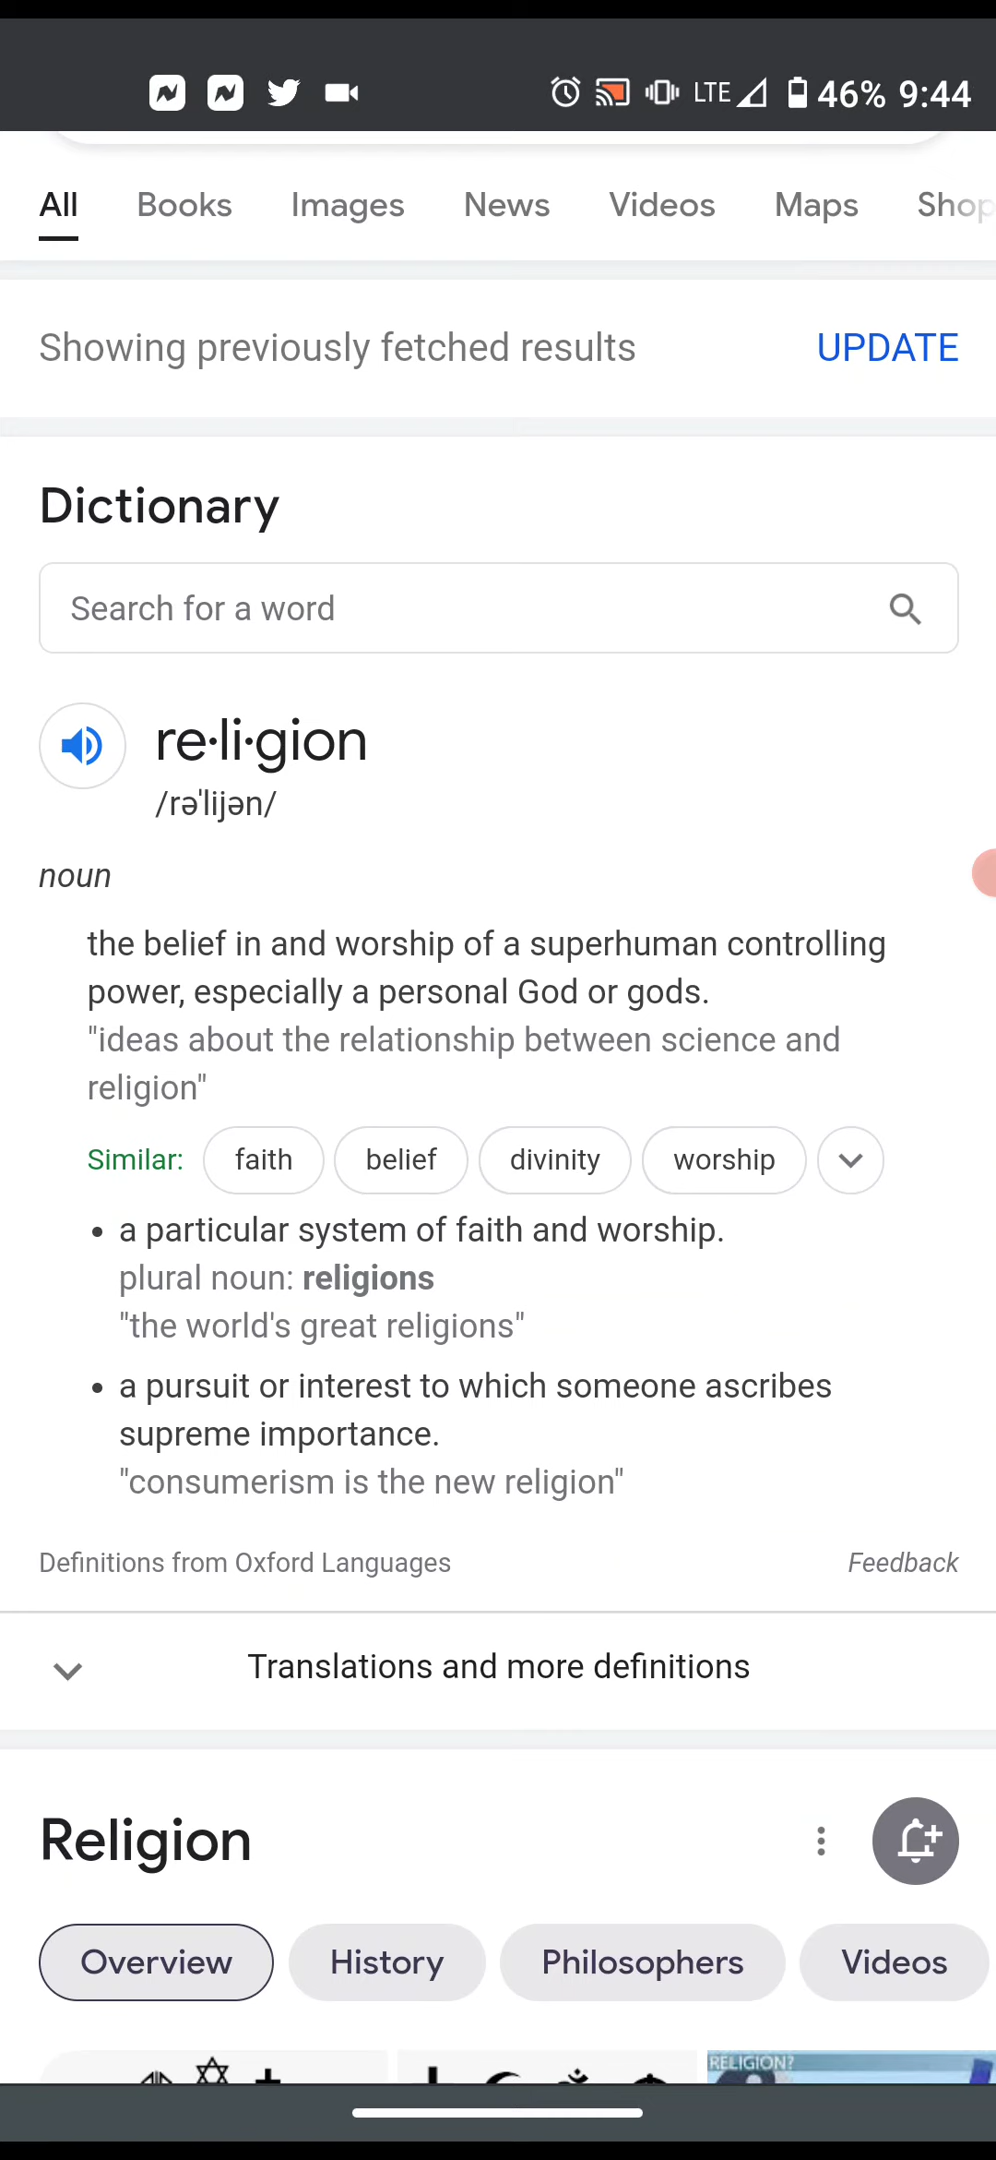 LTE 46% 9:44
All Books Images News Videos Maps Shop
Showing previously fetched results UPDATE
Dictionary
Search for a word
re·li·gion
/rəˈlijən/
noun
the belief in and worship of a superhuman controlling
power, especially a personal God or gods.
"ideas about the relationship between science and
religion"
Similar: faith belief divinity worship
• a particular system of faith and worship.
plural noun: religions
"the world's great religions"
• a pursuit or interest to which someone ascribes
supreme importance.
"consumerism is the new religion"
Definitions from Oxford Languages Feedback
Translations and more definitions
Religion
Overview History Philosophers Videos
RELIGION?